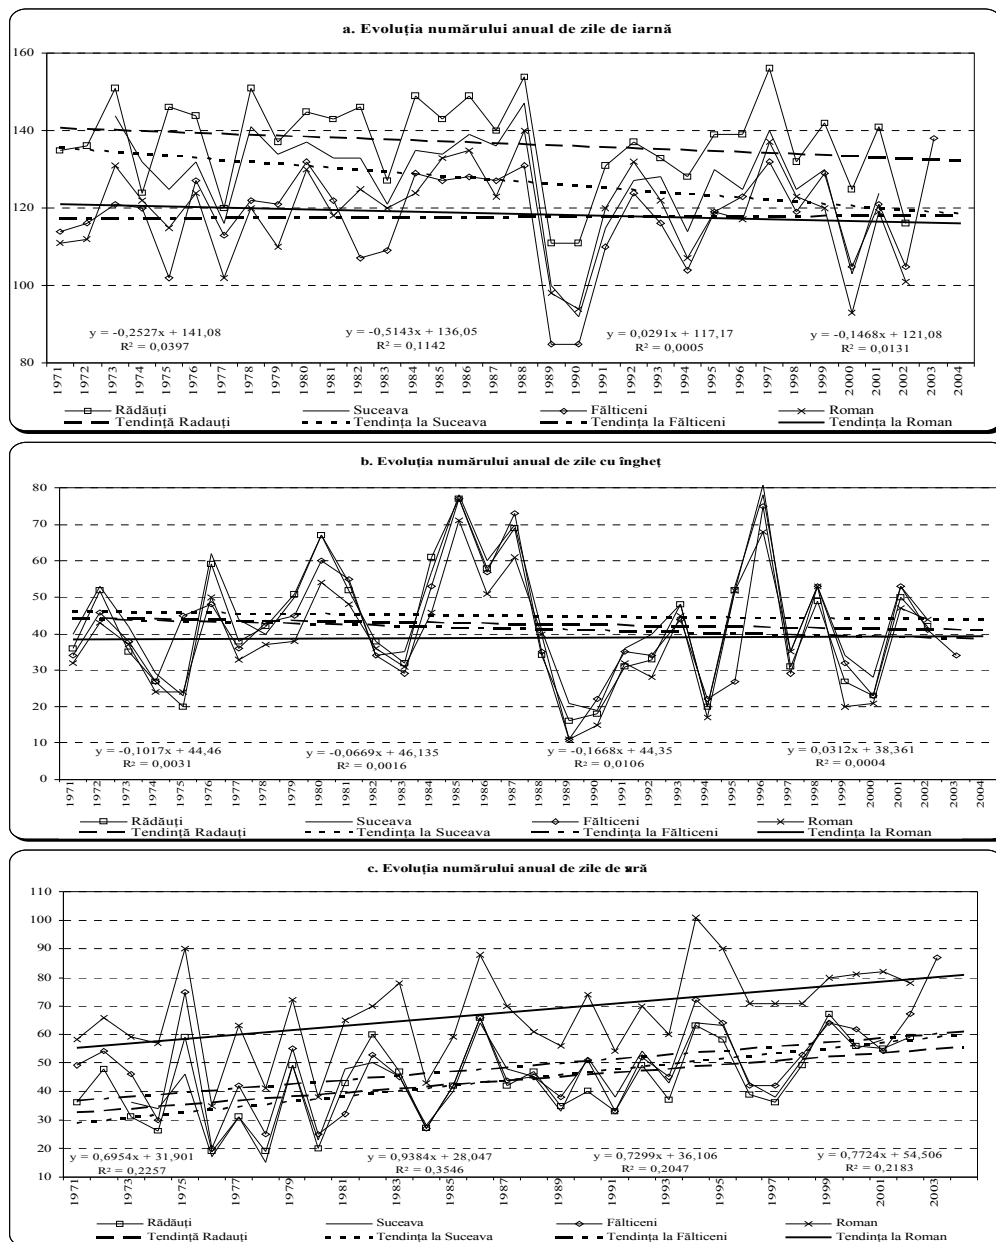 a. Evoluția numărului anual de zile de iarnă
160
140
120
100
80
y = -0,2527x + 141,08
R² = 0,0397
y = -0,5143x + 136,05
R² = 0,1142
y = 0,0291x + 117,17
R² = 0,0005
y = -0,1468x + 121,08
R² = 0,0131
1971 1972 1973 1974 1975 1976 1977 1978 1979 1980 1981 1982 1983 1984 1985 1986 1987 1988 1989 1990 1991 1992 1993 1994 1995 1996 1997 1998 1999 2000 2001 2002 2003 2004
Rădăuți Suceava Fălticeni Roman
Tendință Radauți Tendința la Suceava Tendința la Fălticeni Tendința la Roman
b. Evoluția numărului anual de zile cu îngheț
80
70
60
50
40
30
20
10
0
y = -0,1017x + 44,46
R² = 0,0031
y = -0,0669x + 46,135
R² = 0,0016
y = -0,1668x + 44,35
R² = 0,0106
y = 0,0312x + 38,361
R² = 0,0004
1971 1972 1973 1974 1975 1976 1977 1978 1979 1980 1981 1982 1983 1984 1985 1986 1987 1988 1989 1990 1991 1992 1993 1994 1995 1996 1997 1998 1999 2000 2001 2002 2003 2004
Rădăuți Suceava Fălticeni Roman
Tendință Radauți Tendința la Suceava Tendința la Fălticeni Tendința la Roman
c. Evoluția numărului anual de zile de vară
110
100
90
80
70
60
50
40
30
20
10
y = 0,6954x + 31,901
R² = 0,2257
y = 0,9384x + 28,047
R² = 0,3546
y = 0,7299x + 36,106
R² = 0,2047
y = 0,7724x + 54,506
R² = 0,2183
1971 1973 1975 1977 1979 1981 1983 1985 1987 1989 1991 1993 1995 1997 1999 2001 2003
Rădăuți Suceava Fălticeni Roman
Tendință Radauți Tendința la Suceava Tendința la Fălticeni Tendința la Roman